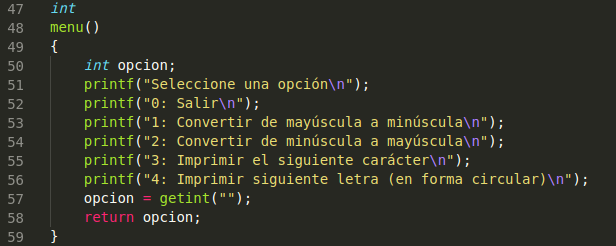 47 int
48 menu()
49 {
50 int opcion;
51 printf("Seleccione una opción\n");
52 printf("0: Salir\n");
53 printf("1: Convertir de mayúscula a minúscula\n");
54 printf("2: Convertir de minúscula a mayúscula\n");
55 printf("3: Imprimir el siguiente carácter\n");
56 printf("4: Imprimir siguiente letra (en forma circular)\n");
57 opcion = getint("");
58 return opcion;
59 }